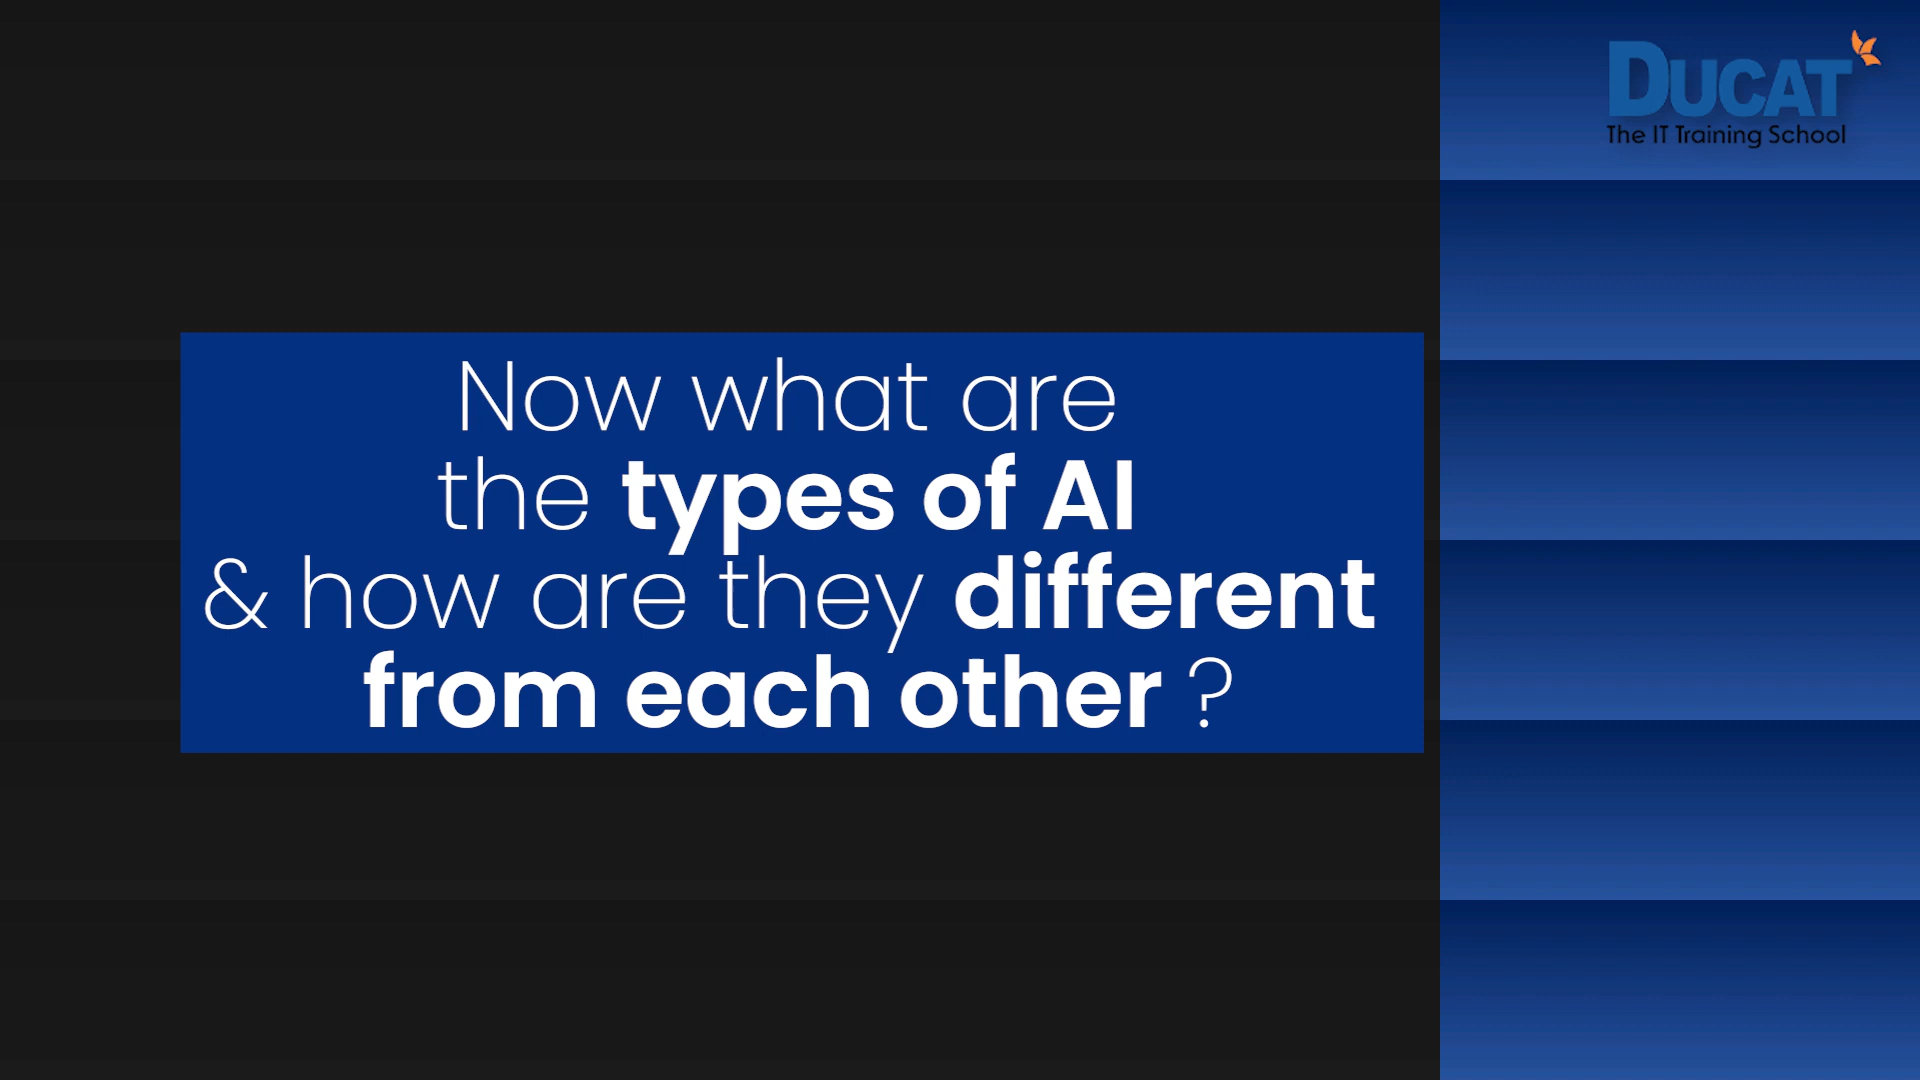 DUCAT
The IT Training School
Now what are
the types of AI
& how are they different
from each other ?